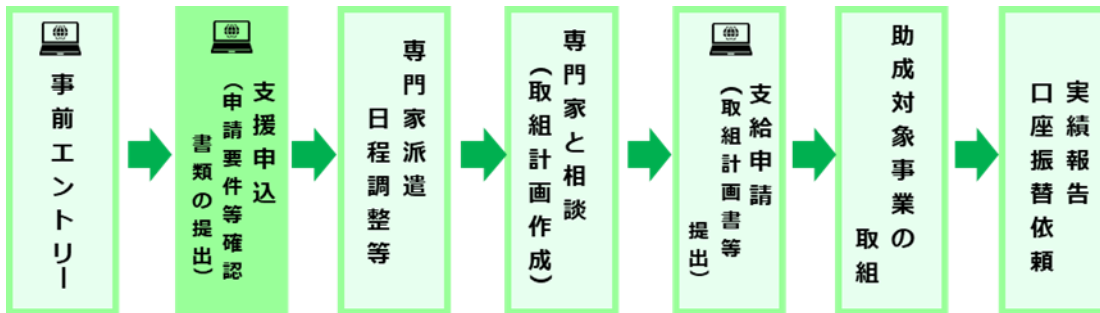 事前エントリー
支援申込
（申請要件等確認
書類の提出）
専門家派遣
日程調整等
専門家と相談
（取組計画作成）
支給申請
（取組計画書等
提出）
助成対象事業の
取組
実績報告
口座振替依頼